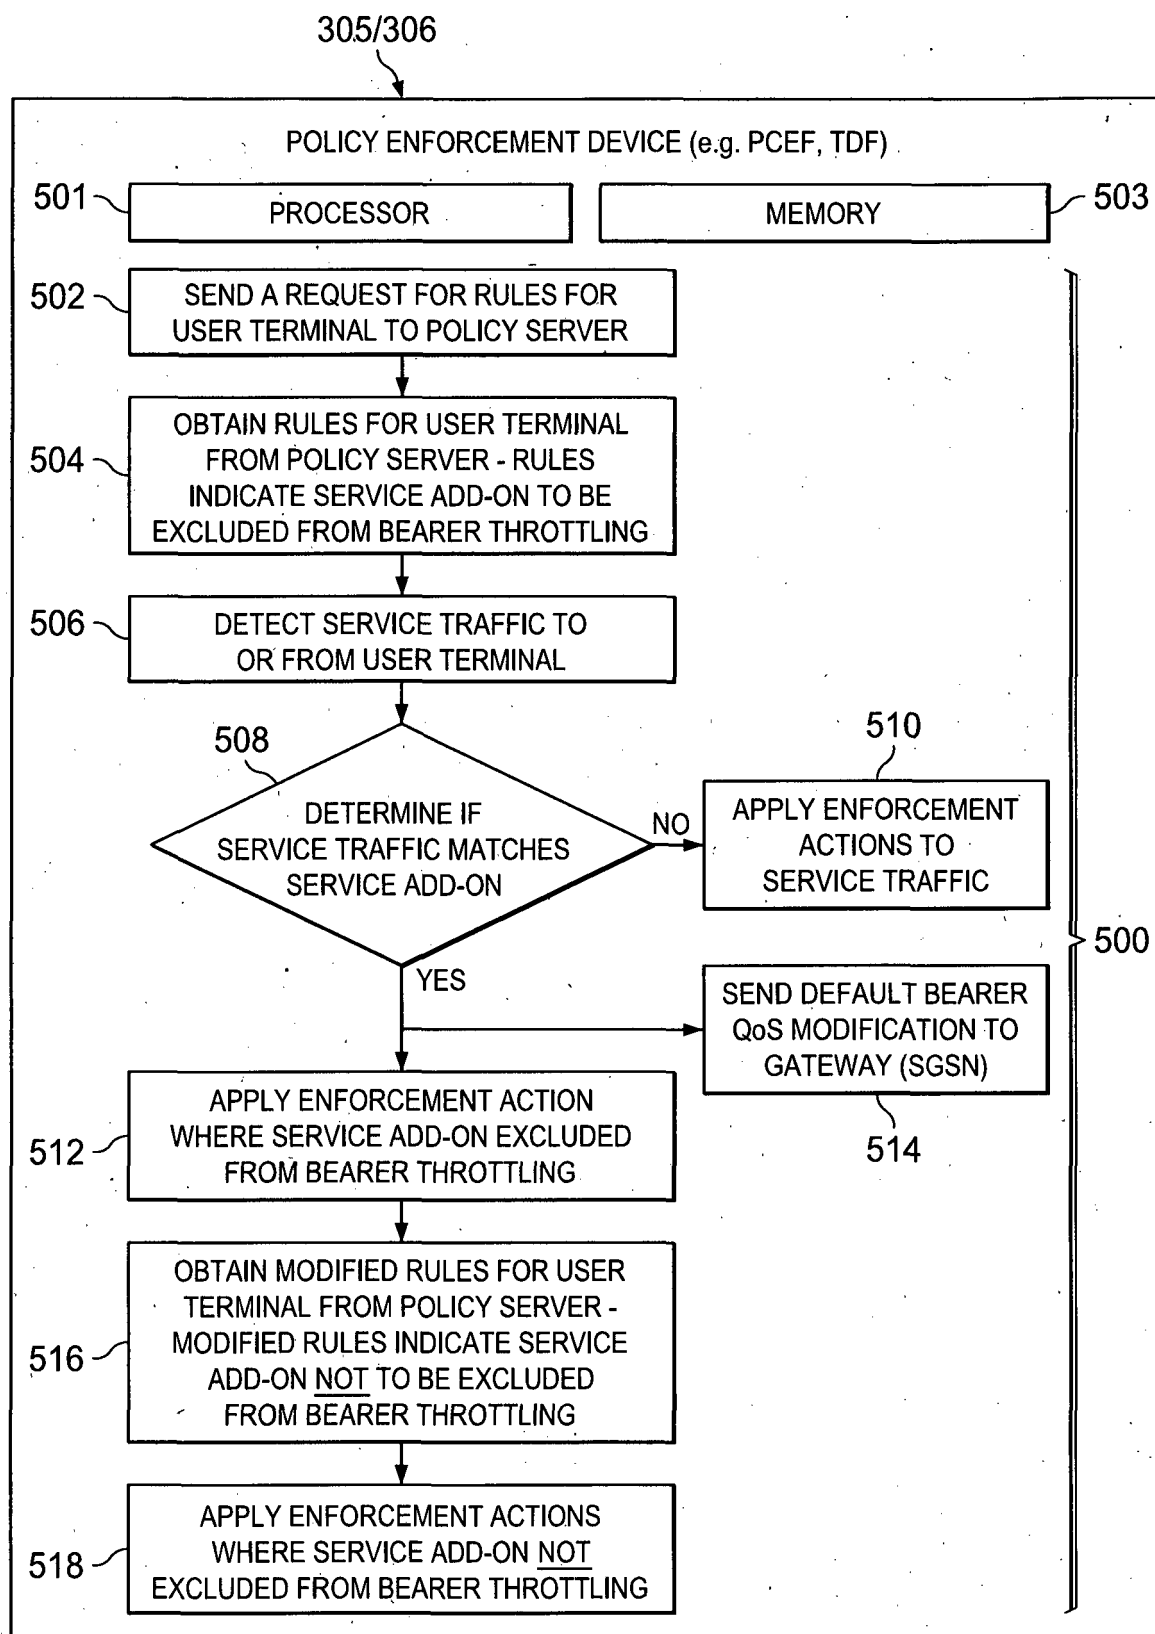 305/306
POLICY ENFORCEMENT DEVICE (e.g. PCEF, TDF)
501
PROCESSOR
MEMORY
503
502
SEND A REQUEST FOR RULES FOR
USER TERMINAL TO POLICY SERVER
504
OBTAIN RULES FOR USER TERMINAL
FROM POLICY SERVER - RULES
INDICATE SERVICE ADD-ON TO BE
EXCLUDED FROM BEARER THROTTLING
506
DETECT SERVICE TRAFFIC TO
OR FROM USER TERMINAL
508
DETERMINE IF
SERVICE TRAFFIC MATCHES
SERVICE ADD-ON
NO
510
APPLY ENFORCEMENT
ACTIONS TO
SERVICE TRAFFIC
500
YES
SEND DEFAULT BEARER
QoS MODIFICATION TO
GATEWAY (SGSN)
514
512
APPLY ENFORCEMENT ACTION
WHERE SERVICE ADD-ON EXCLUDED
FROM BEARER THROTTLING
516
OBTAIN MODIFIED RULES FOR USER
TERMINAL FROM POLICY SERVER -
MODIFIED RULES INDICATE SERVICE
ADD-ON NOT TO BE EXCLUDED
FROM BEARER THROTTLING
518
APPLY ENFORCEMENT ACTIONS
WHERE SERVICE ADD-ON NOT
EXCLUDED FROM BEARER THROTTLING